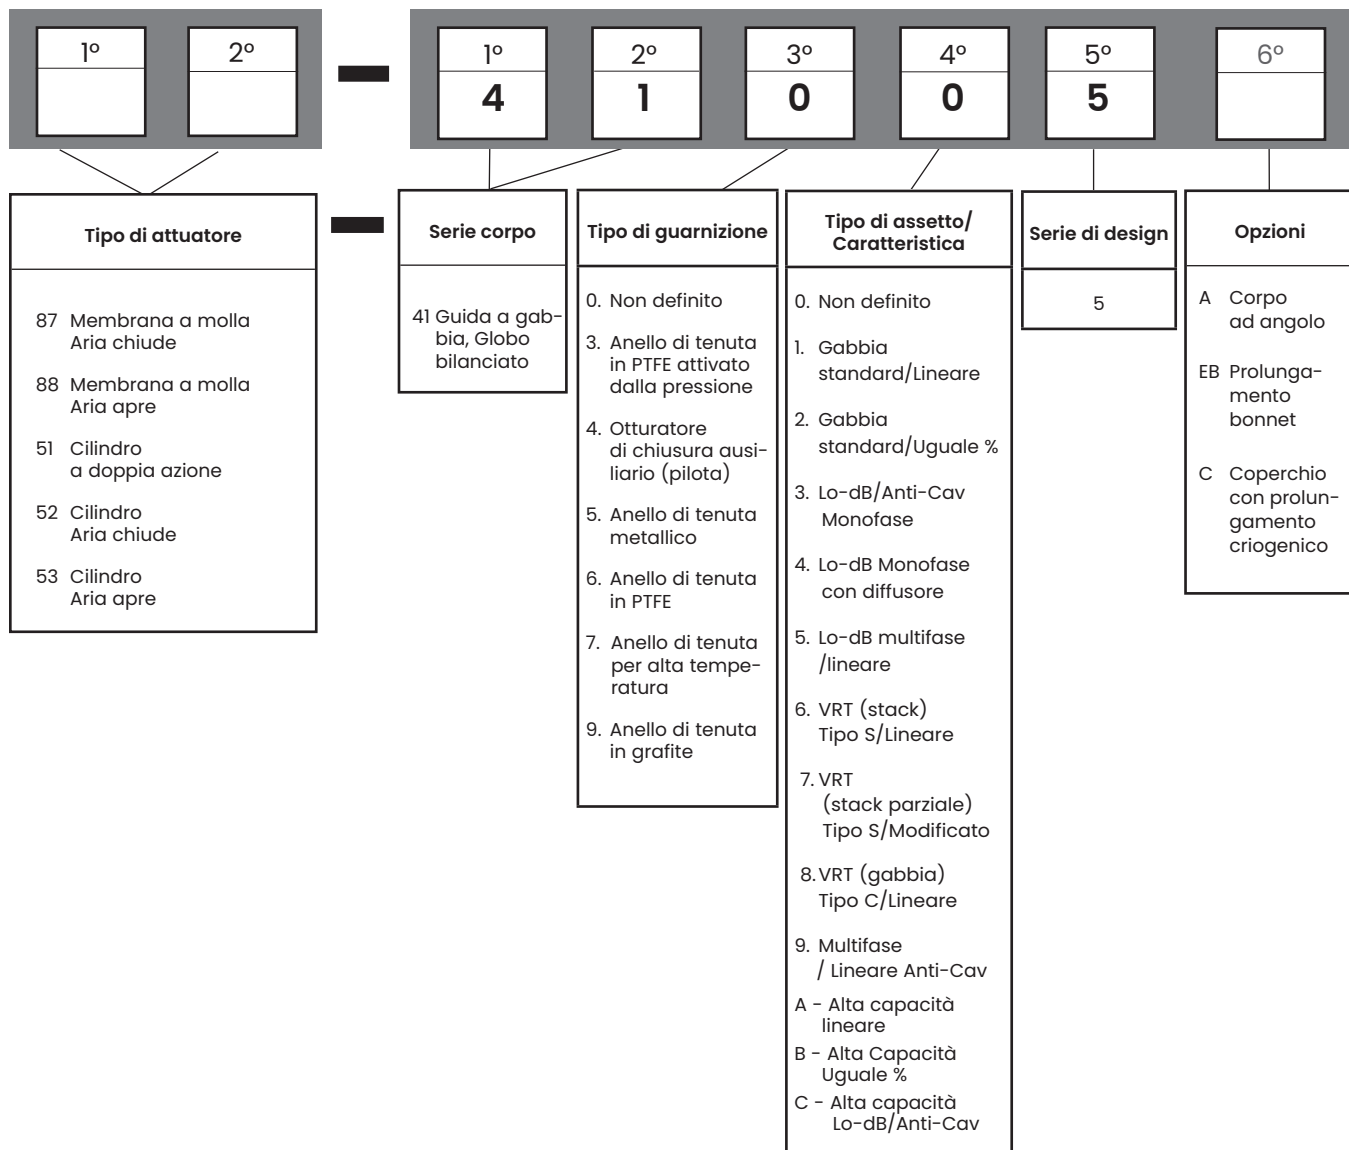 1º
2º
1º
2º
3º
4º
5º
6º
4
1
0
0
5
Tipo di attuatore
87 Membrana a molla
Aria chiude
88 Membrana a molla
Aria apre
51 Cilindro
a doppia azione
52 Cilindro
Aria chiude
53 Cilindro
Aria apre
Serie corpo
41 Guida a gab-
bia, Globo
bilanciato
Tipo di guarnizione
0. Non definito
3. Anello di tenuta
in PTFE attivato
dalla pressione
4. Otturatore
di chiusura ausi-
liario (pilota)
5. Anello di tenuta
metallico
6. Anello di tenuta
in PTFE
7. Anello di tenuta
per alta tempe-
ratura
9. Anello di tenuta
in grafite
Tipo di assetto/
Caratteristica
0. Non definito
1. Gabbia
standard/Lineare
2. Gabbia
standard/Uguale %
3. Lo-dB/Anti-Cav
Monofase
4. Lo-dB Monofase
con diffusore
5. Lo-dB multifase
/lineare
6. VRT (stack)
Tipo S/Lineare
7. VRT
(stack parziale)
Tipo S/Modificato
8. VRT (gabbia)
Tipo C/Lineare
9. Multifase
/ Lineare Anti-Cav
A - Alta capacità
lineare
B - Alta Capacità
Uguale %
C - Alta capacità
Lo-dB/Anti-Cav
Serie di design
5
Opzioni
A Corpo
ad angolo
EB Prolunga-
mento
bonnet
C Coperchio
con prolun-
gamento
criogenico